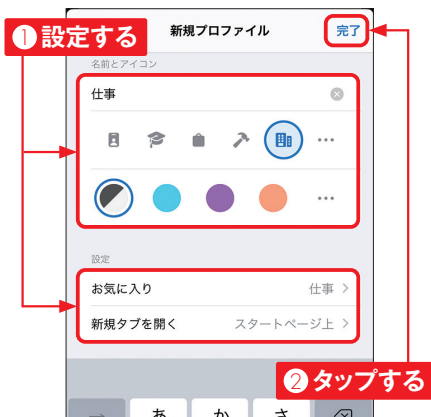 ①設定する
新規プロファイル
完了
名前とアイコン
仕事
設定
お気に入り 仕事
新規タブを開く スタートページ上
②タップする
あ か さ